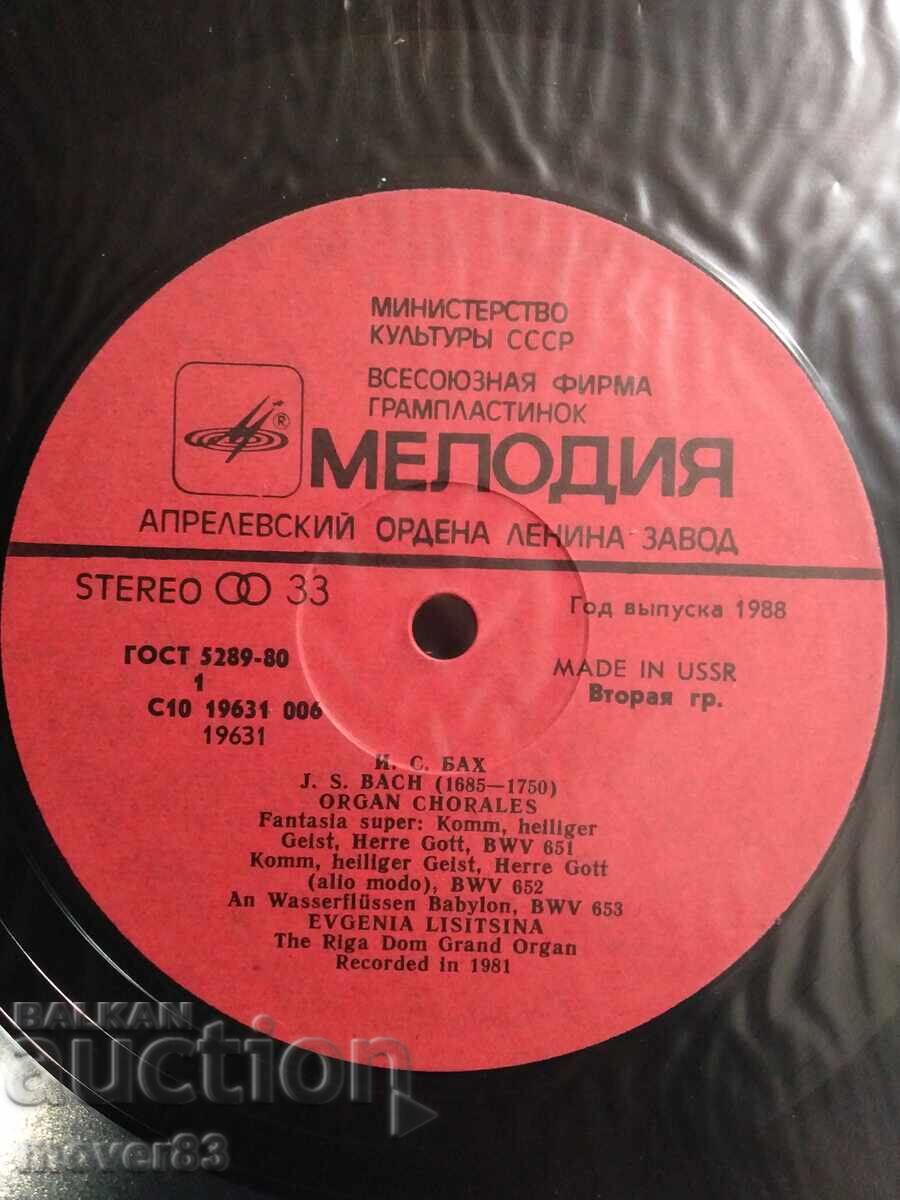 МИНИСТЕРСТВО
КУЛЬТУРЫ СССР
ВСЕСОЮЗНАЯ ФИРМА
ГРАМПЛАСТИНОК
®
МЕЛОДИЯ
АПРЕЛЕВСКИЙ ОРДЕНА ЛЕНИНА ЗАВОД
STEREO 33
Год выпуска 1988
ГОСТ 5289-80
1
С10 19631 006
19631
MADE IN USSR
Вторая гр.
И. С. БАХ
J. S. BACH (1685—1750)
ORGAN CHORALES
Fantasia super: Komm, heiliger
Geist, Herre Gott, BWV 651
Komm, heiliger Geist, Herre Gott
(alio modo), BWV 652
An Wasserflüssen Babylon, BWV 653
EVGENIA LISITSINA
The Riga Dom Grand Organ
Recorded in 1981
BALKAN
auction
mover83